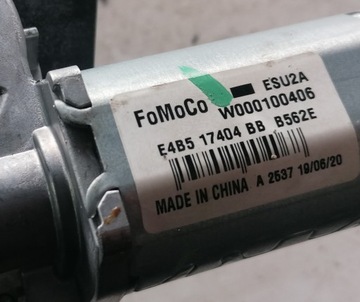 ESU2A
FoMoCo W000100406
E4B5 17404 BB B562E
MADE IN CHINA A 2537 19/06/20